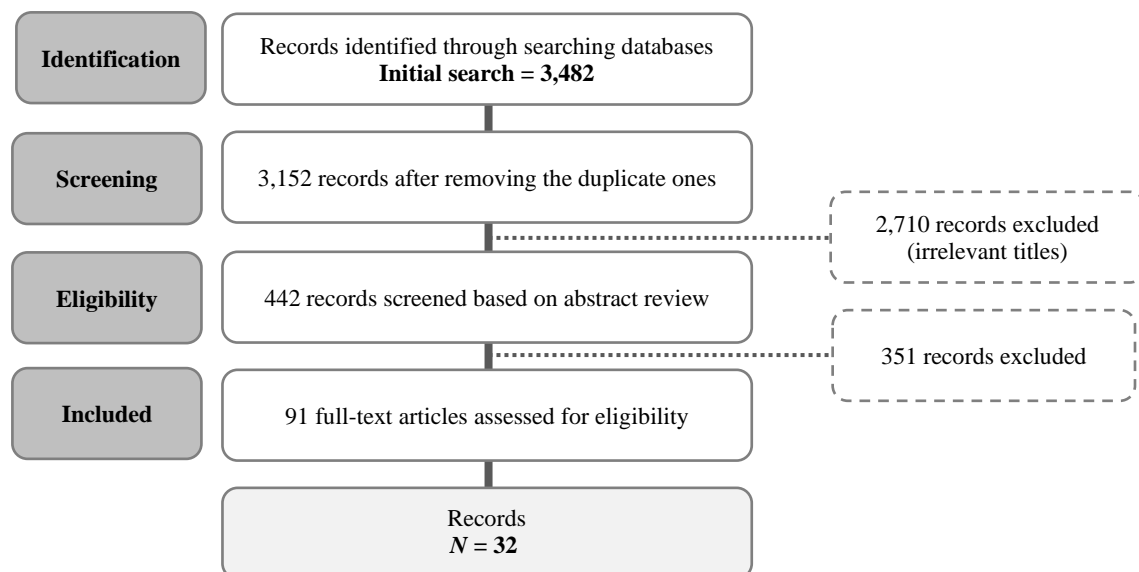 Identification
Records identified through searching databases
Initial search = 3,482
Screening
3,152 records after removing the duplicate ones
2,710 records excluded
(irrelevant titles)
Eligibility
442 records screened based on abstract review
351 records excluded
Included
91 full-text articles assessed for eligibility
Records
N = 32